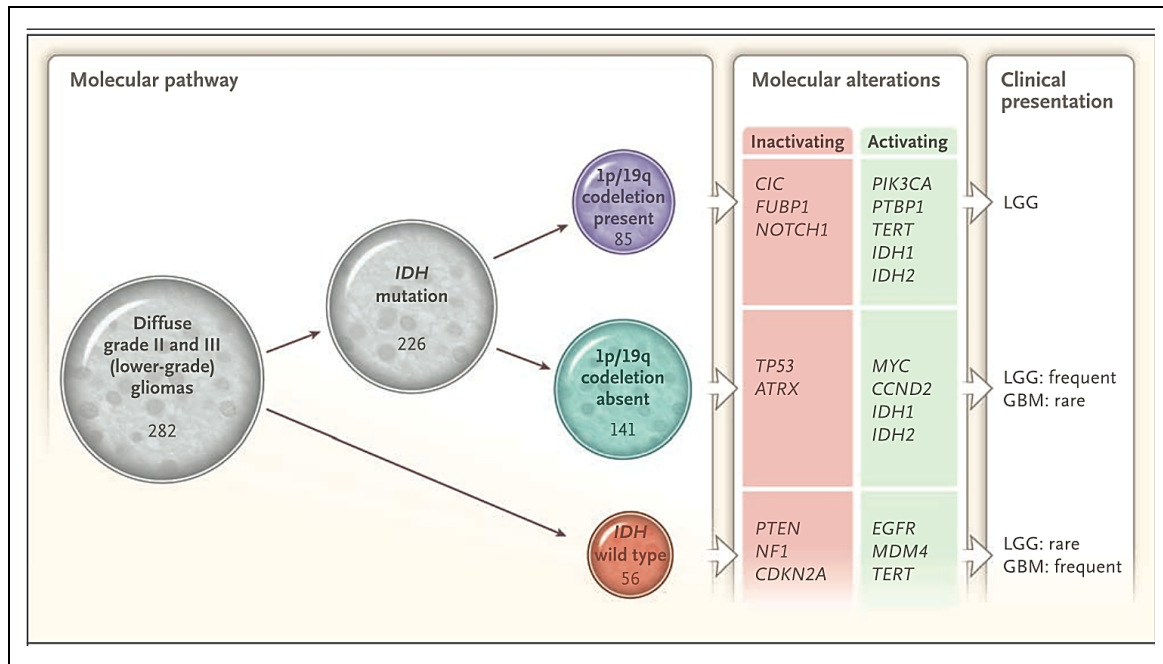 Molecular pathway
Molecular alterations
Clinical
presentation
Inactivating
Activating
Diffuse
grade II and III
(lower-grade)
gliomas
282
IDH
mutation
226
1p/19q
codeletion
present
85
1p/19q
codeletion
absent
141
IDH
wild type
56
CIC
FUBP1
NOTCH1
PIK3CA
PTBP1
TERT
IDH1
IDH2
LGG
TP53
ATRX
MYC
CCND2
IDH1
IDH2
LGG: frequent
GBM: rare
PTEN
NF1
CDKN2A
EGFR
MDM4
TERT
LGG: rare
GBM: frequent